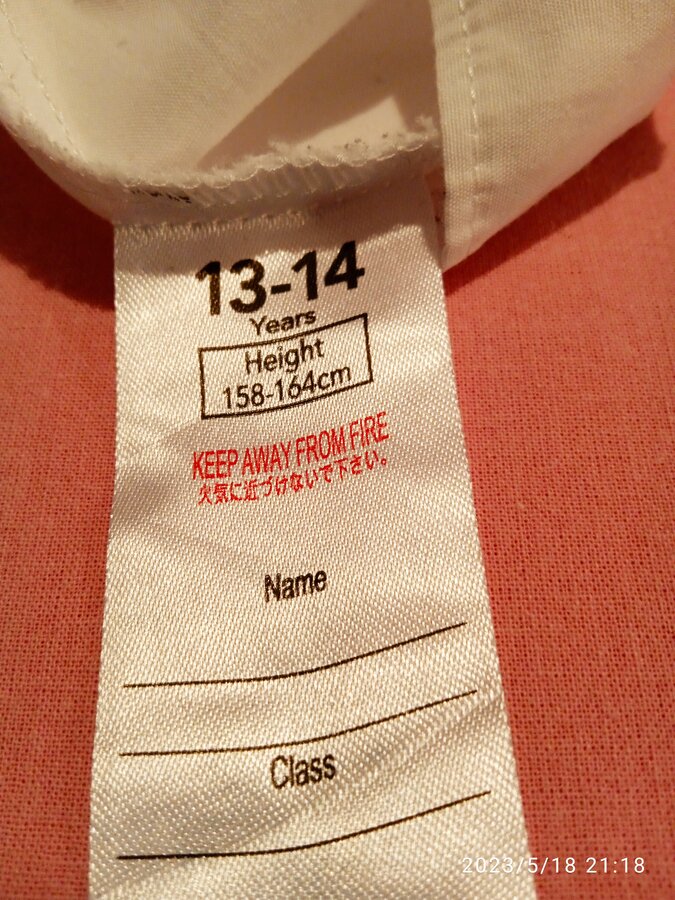 13-14
Years
Height
158-164cm
KEEP AWAY FROM FIRE
火気に近づけないで下さい。
Name
Class
2023/5/18 21:18